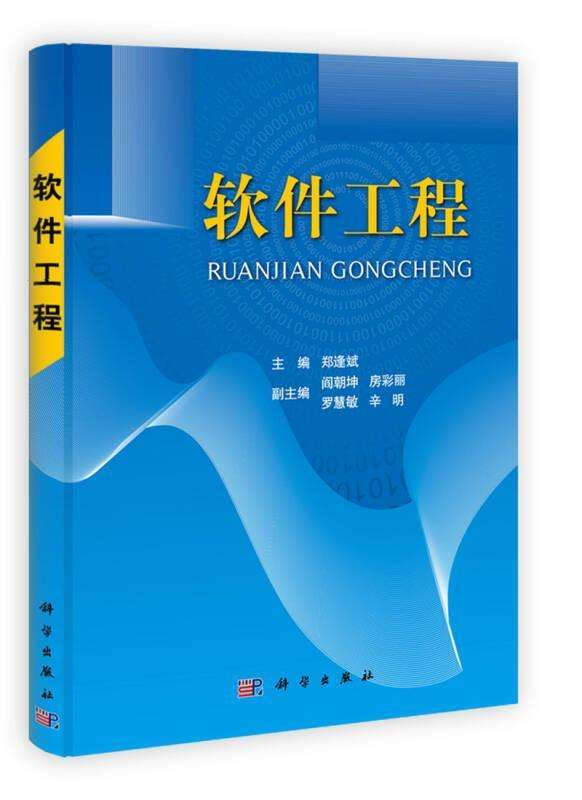 软件工程
科学出版社
软件工程
RUANJIAN GONGCHENG
主 编 郑逢斌
副主编 阎朝坤 房彩丽
罗慧敏 辛 明
科学出版社